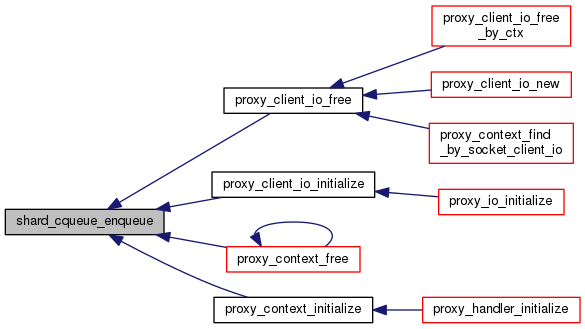 proxy_client_io_free
_by_ctx
proxy_client_io_free
proxy_client_io_new
proxy_context_find
_by_socket_client_io
proxy_client_io_initialize
proxy_io_initialize
shard_cqueue_enqueue
proxy_context_free
proxy_context_initialize
proxy_handler_initialize